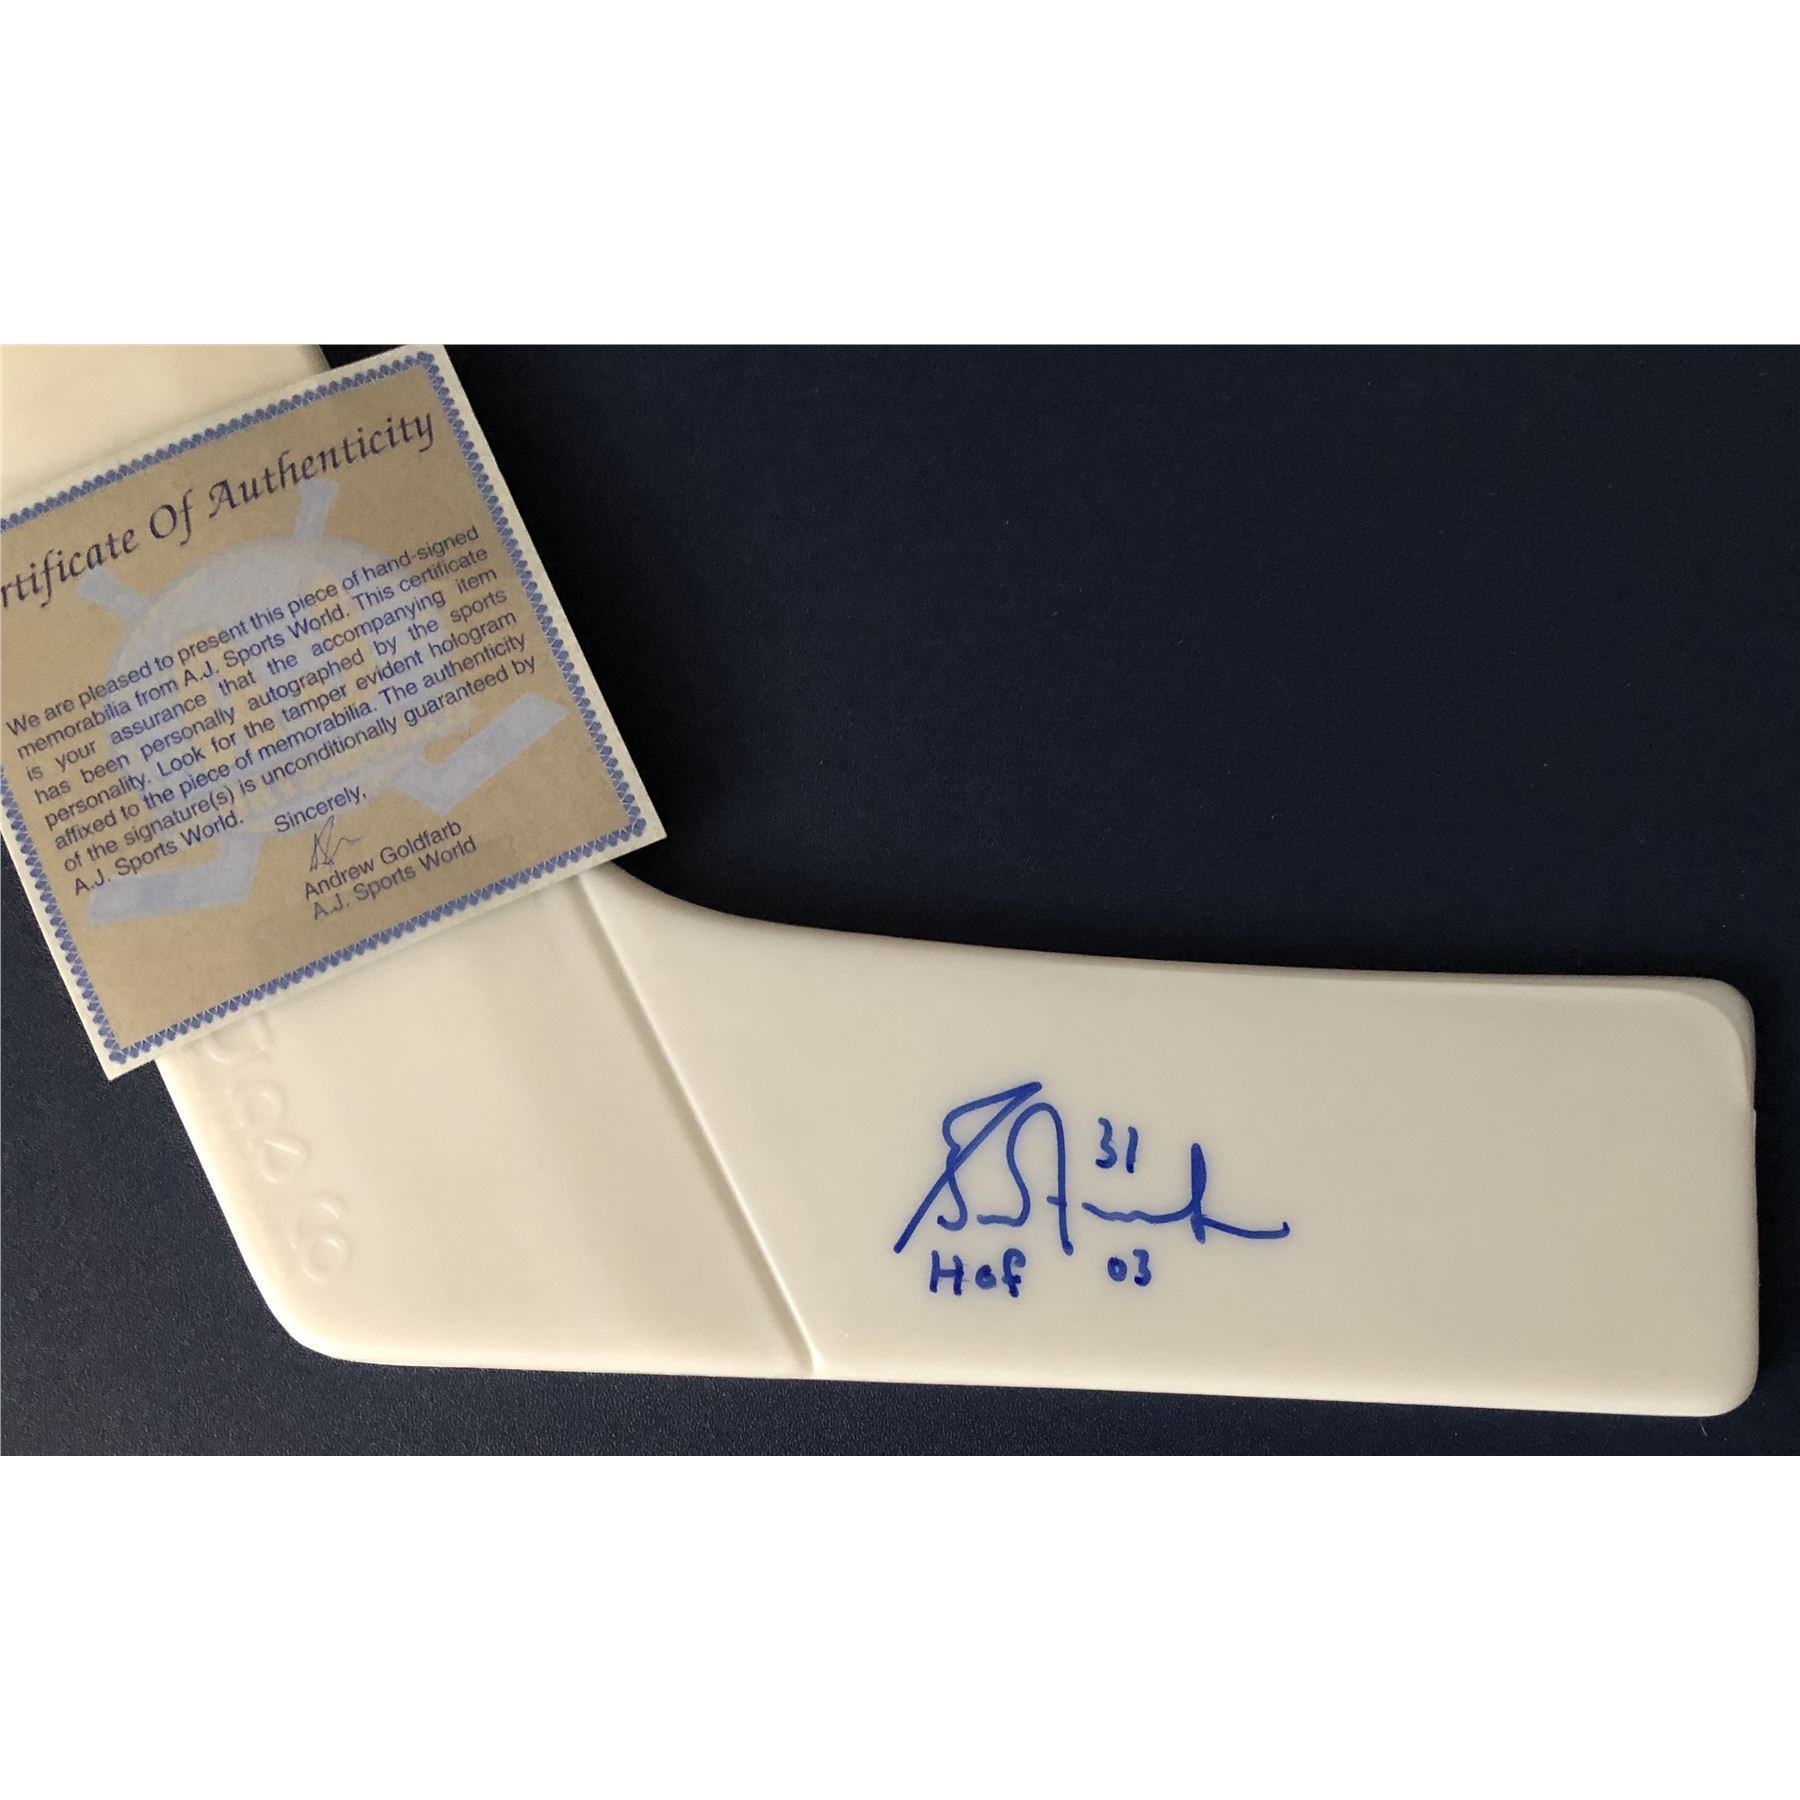 rtificate Of Authenticity
We are pleased to present this piece of hand-signed
memorabilia from A.J. Sports World. This certificate
is your assurance that the accompanying item
has been personally autographed by the sports
personality. Look for the tamper evident hologram
affixed to the piece of memorabilia. The authenticity
of the signature(s) is unconditionally guaranteed by
A.J. Sports World.
Sincerely,
Andrew Goldfarb
A.J. Sports World
31
Hof 03